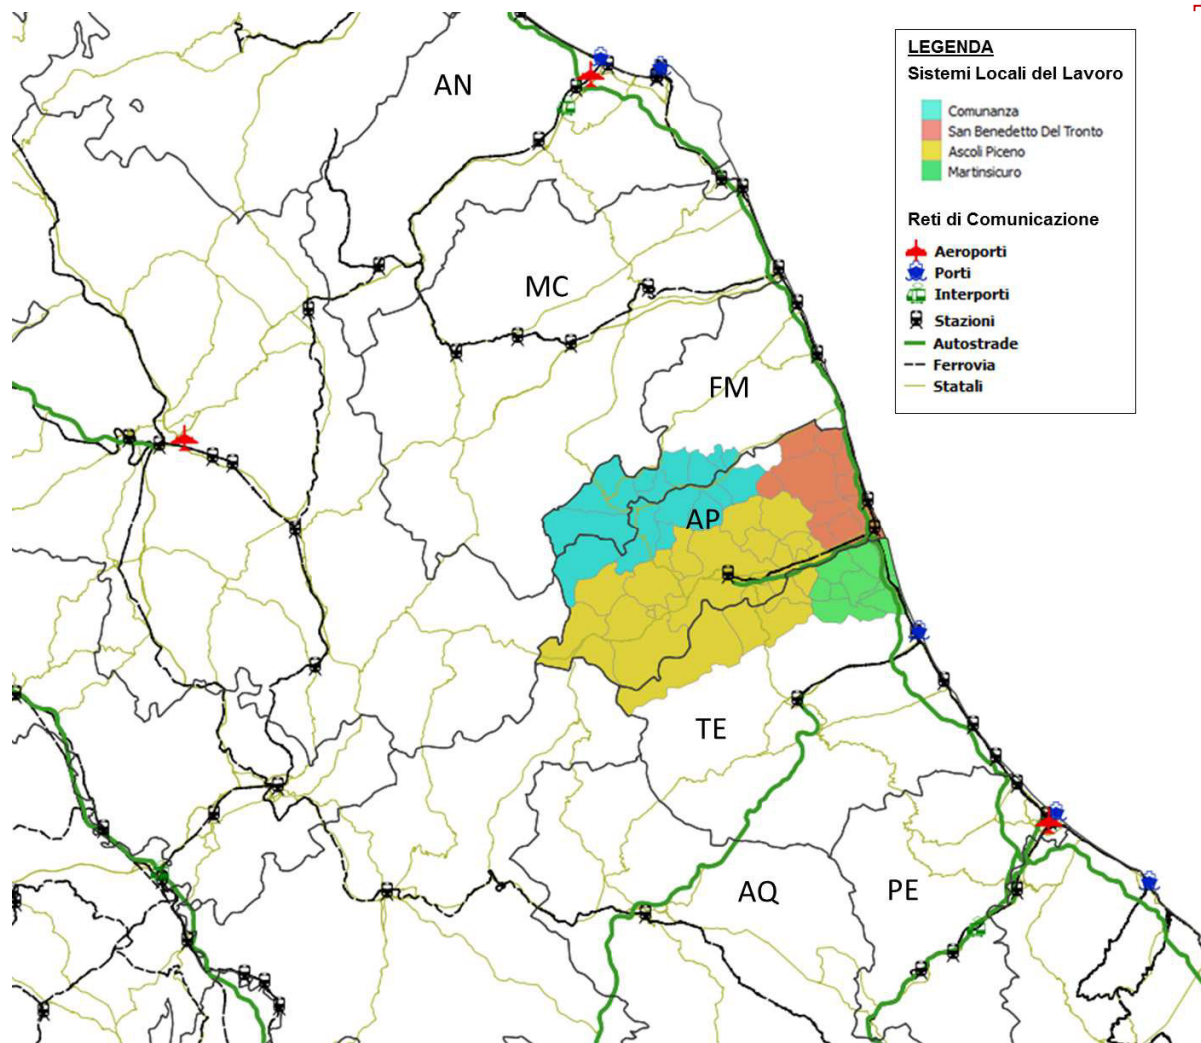 LEGENDA
Sistemi Locali del Lavoro
Comunanza
San Benedetto Del Tronto
Ascoli Piceno
Martinsicuro
Reti di Comunicazione
Aeroporti
Porti
Interporti
Stazioni
Autostrade
Ferrovia
Statali
AN
MC
FM
AP
TE
AQ
PE